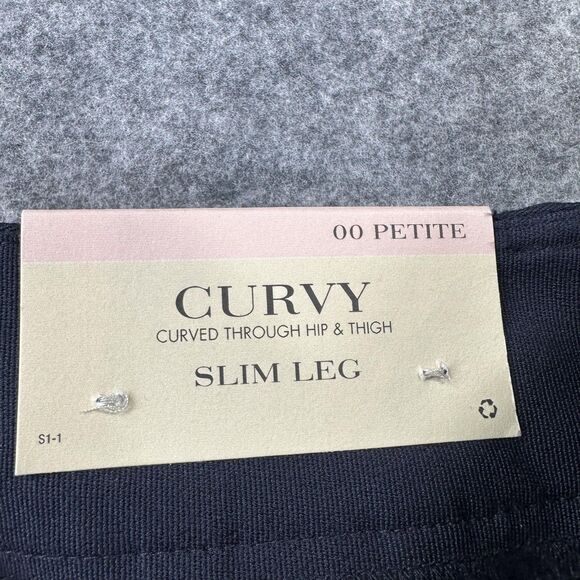 00 PETITE
CURVY
CURVED THROUGH HIP & THIGH
SLIM LEG
S1-1